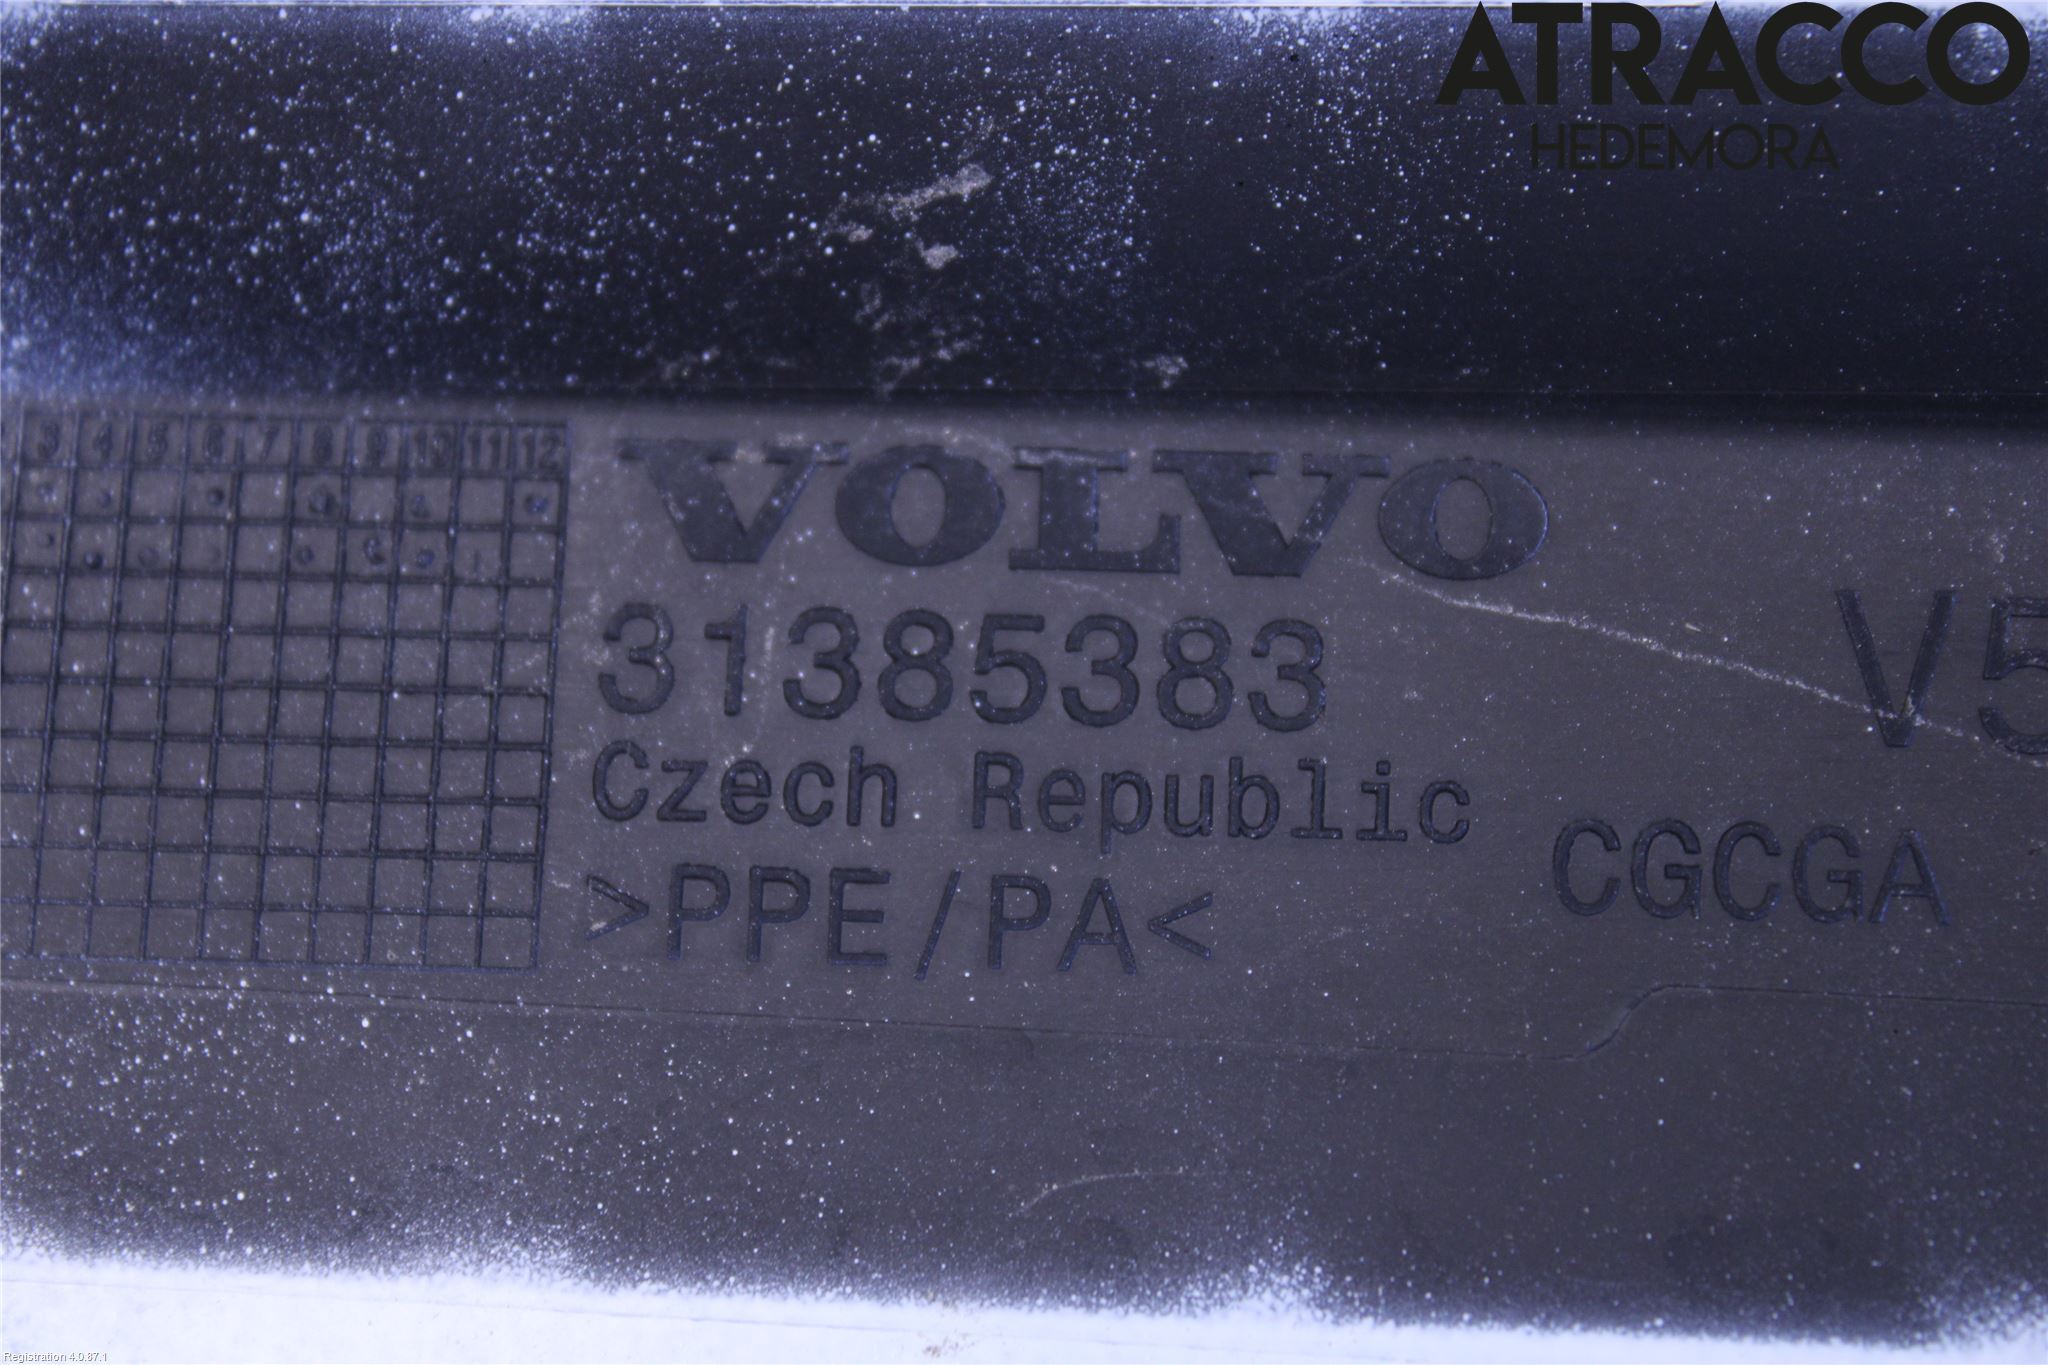 ATRACCO
HEDEMORA
3 4 5 6 7 8 9 10 11 12
VOLVO
31385383
V5
Czech Republic
CGCGA
>PPE/PA<
Registration 4.0.87.1